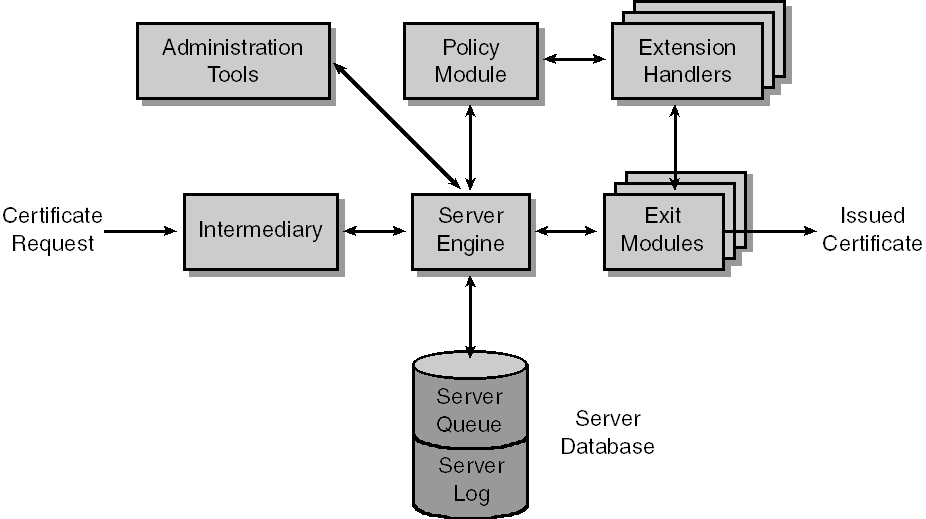 Administration
Tools
Policy
Module
Extension
Handlers
Certificate
Request
Intermediary
Server
Engine
Exit
Modules
Issued
Certificate
Server
Queue
Server
Log
Server
Database